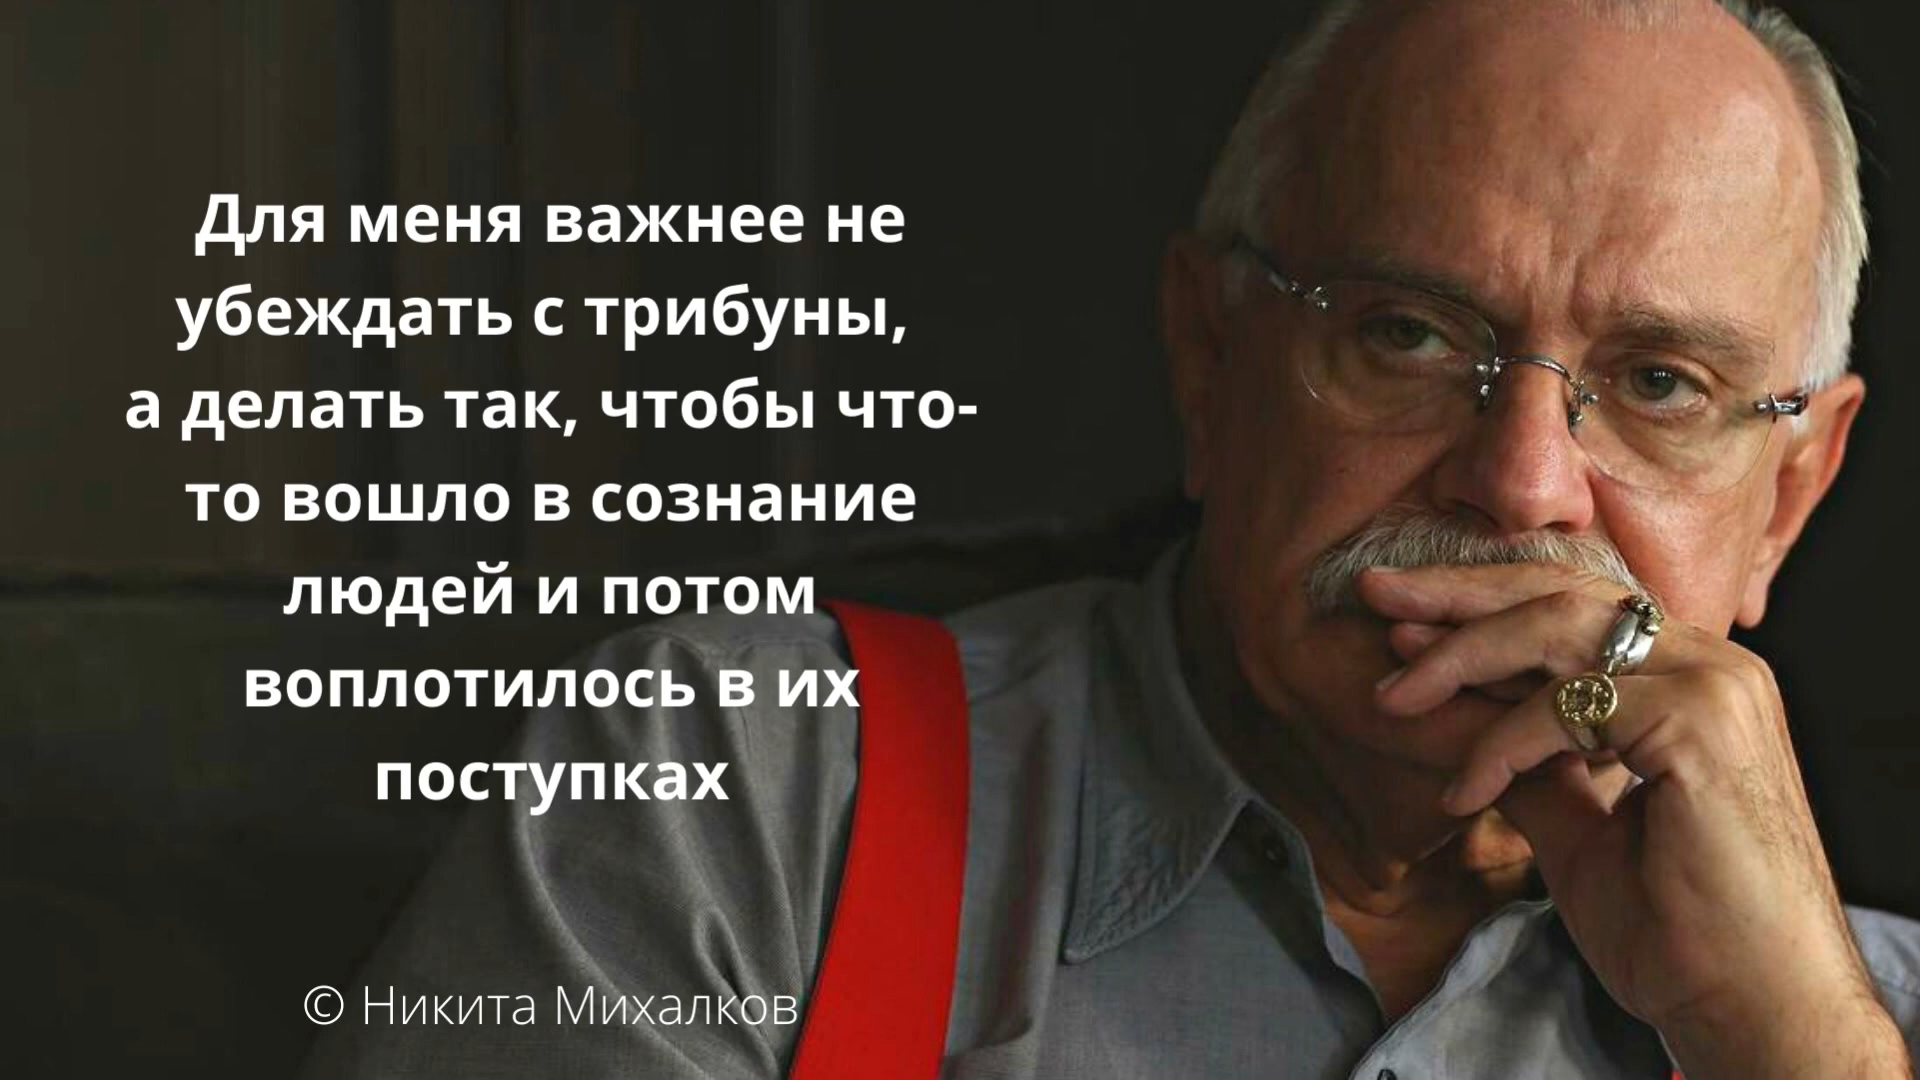 Для меня важнее не
убеждать с трибуны,
а делать так, чтобы что-
то вошло в сознание
людей и потом
воплотилось в их
поступках
© Никита Михалков